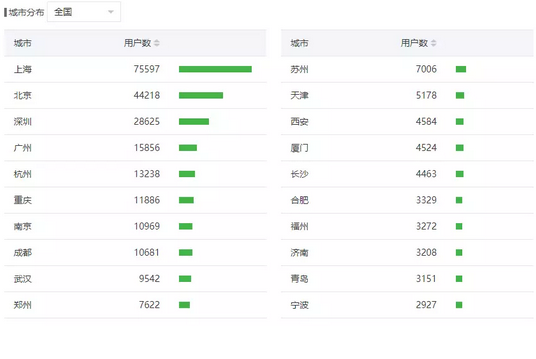 城市分布 全国
城市 用户数
上海 75597
北京 44218
深圳 28625
广州 15856
杭州 13238
重庆 11886
南京 10969
成都 10681
武汉 9542
郑州 7622
城市 用户数
苏州 7006
天津 5178
西安 4584
厦门 4524
长沙 4463
合肥 3329
福州 3272
济南 3208
青岛 3151
宁波 2927